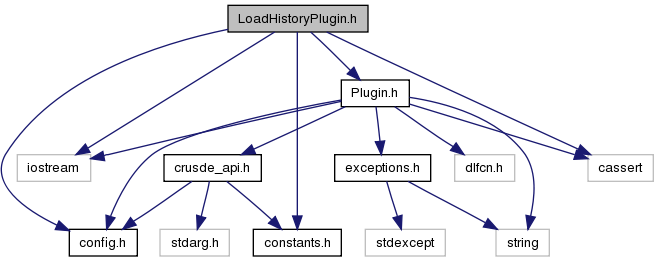 LoadHistoryPlugin.h
Plugin.h
iostream
crusde_api.h
exceptions.h
dlfcn.h
cassert
config.h
stdarg.h
constants.h
stdexcept
string